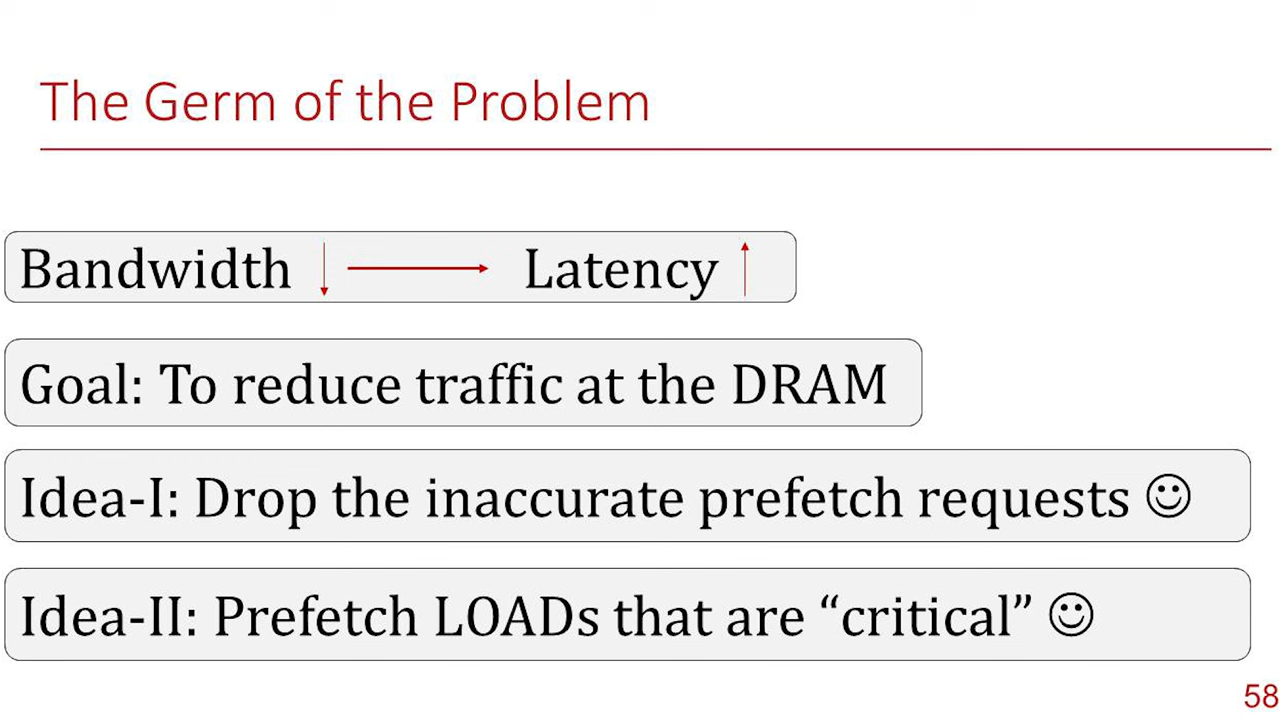 The Germ of the Problem
Bandwidth ↓ → Latency ↑
Goal: To reduce traffic at the DRAM
Idea-I: Drop the inaccurate prefetch requests ☺
Idea-II: Prefetch LOADs that are “critical” ☺
58